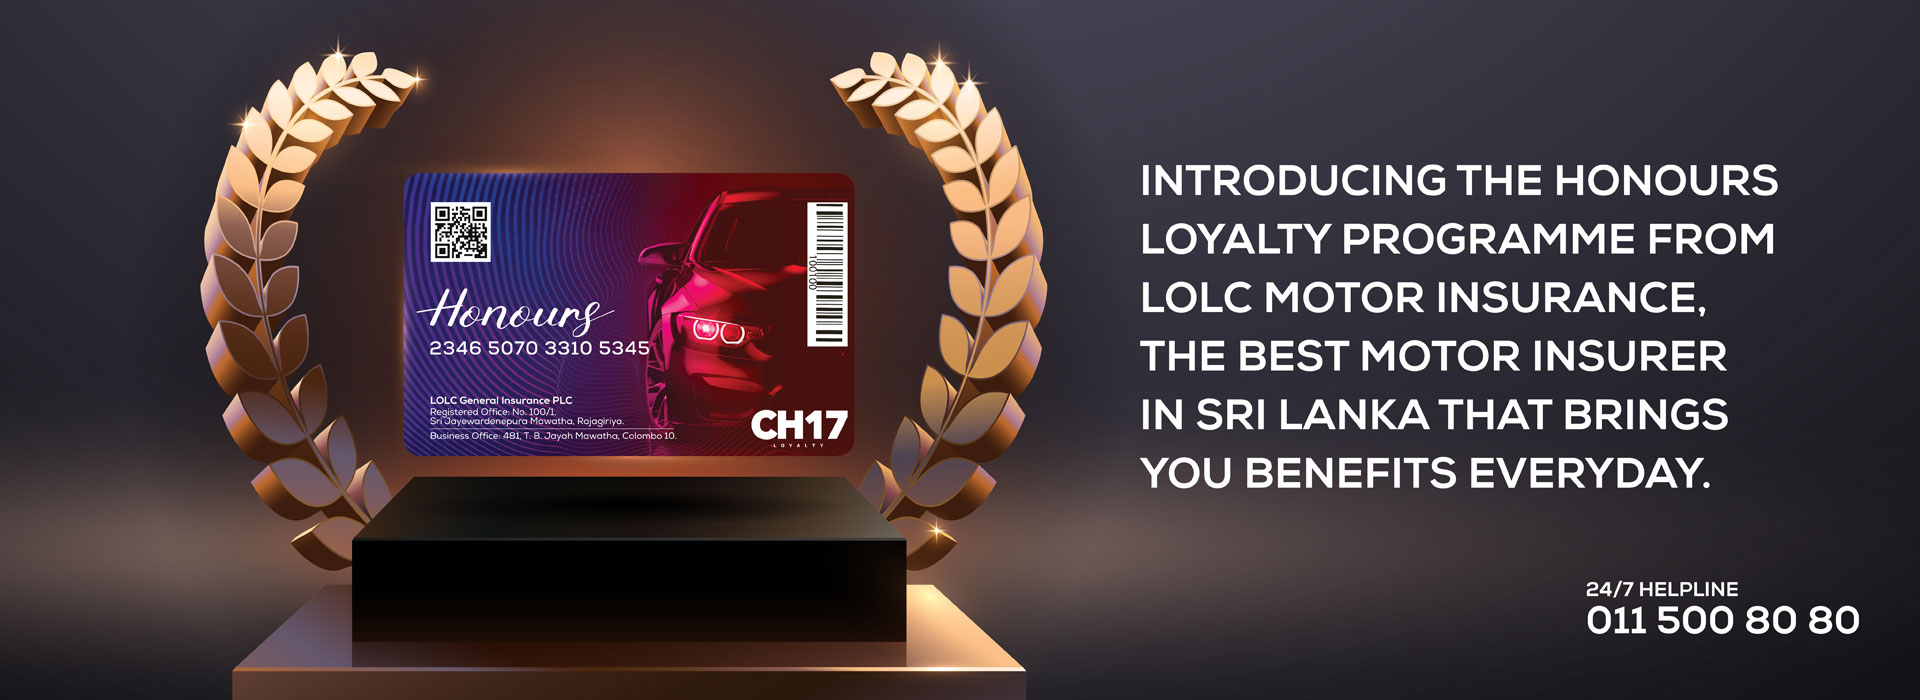 Honours
2346 5070 3310 5345
LOLC General Insurance PLC
Registered Office: No. 100/1,
Sri Jayewardenepura Mawatha, Rajagiriya.
Business Office: 481, T. B. Jayah Mawatha, Colombo 10.
100100
CH17
LOYALTY
INTRODUCING THE HONOURS
LOYALTY PROGRAMME FROM
LOLC MOTOR INSURANCE,
THE BEST MOTOR INSURER
IN SRI LANKA THAT BRINGS
YOU BENEFITS EVERYDAY.
24/7 HELPLINE
011 500 80 80